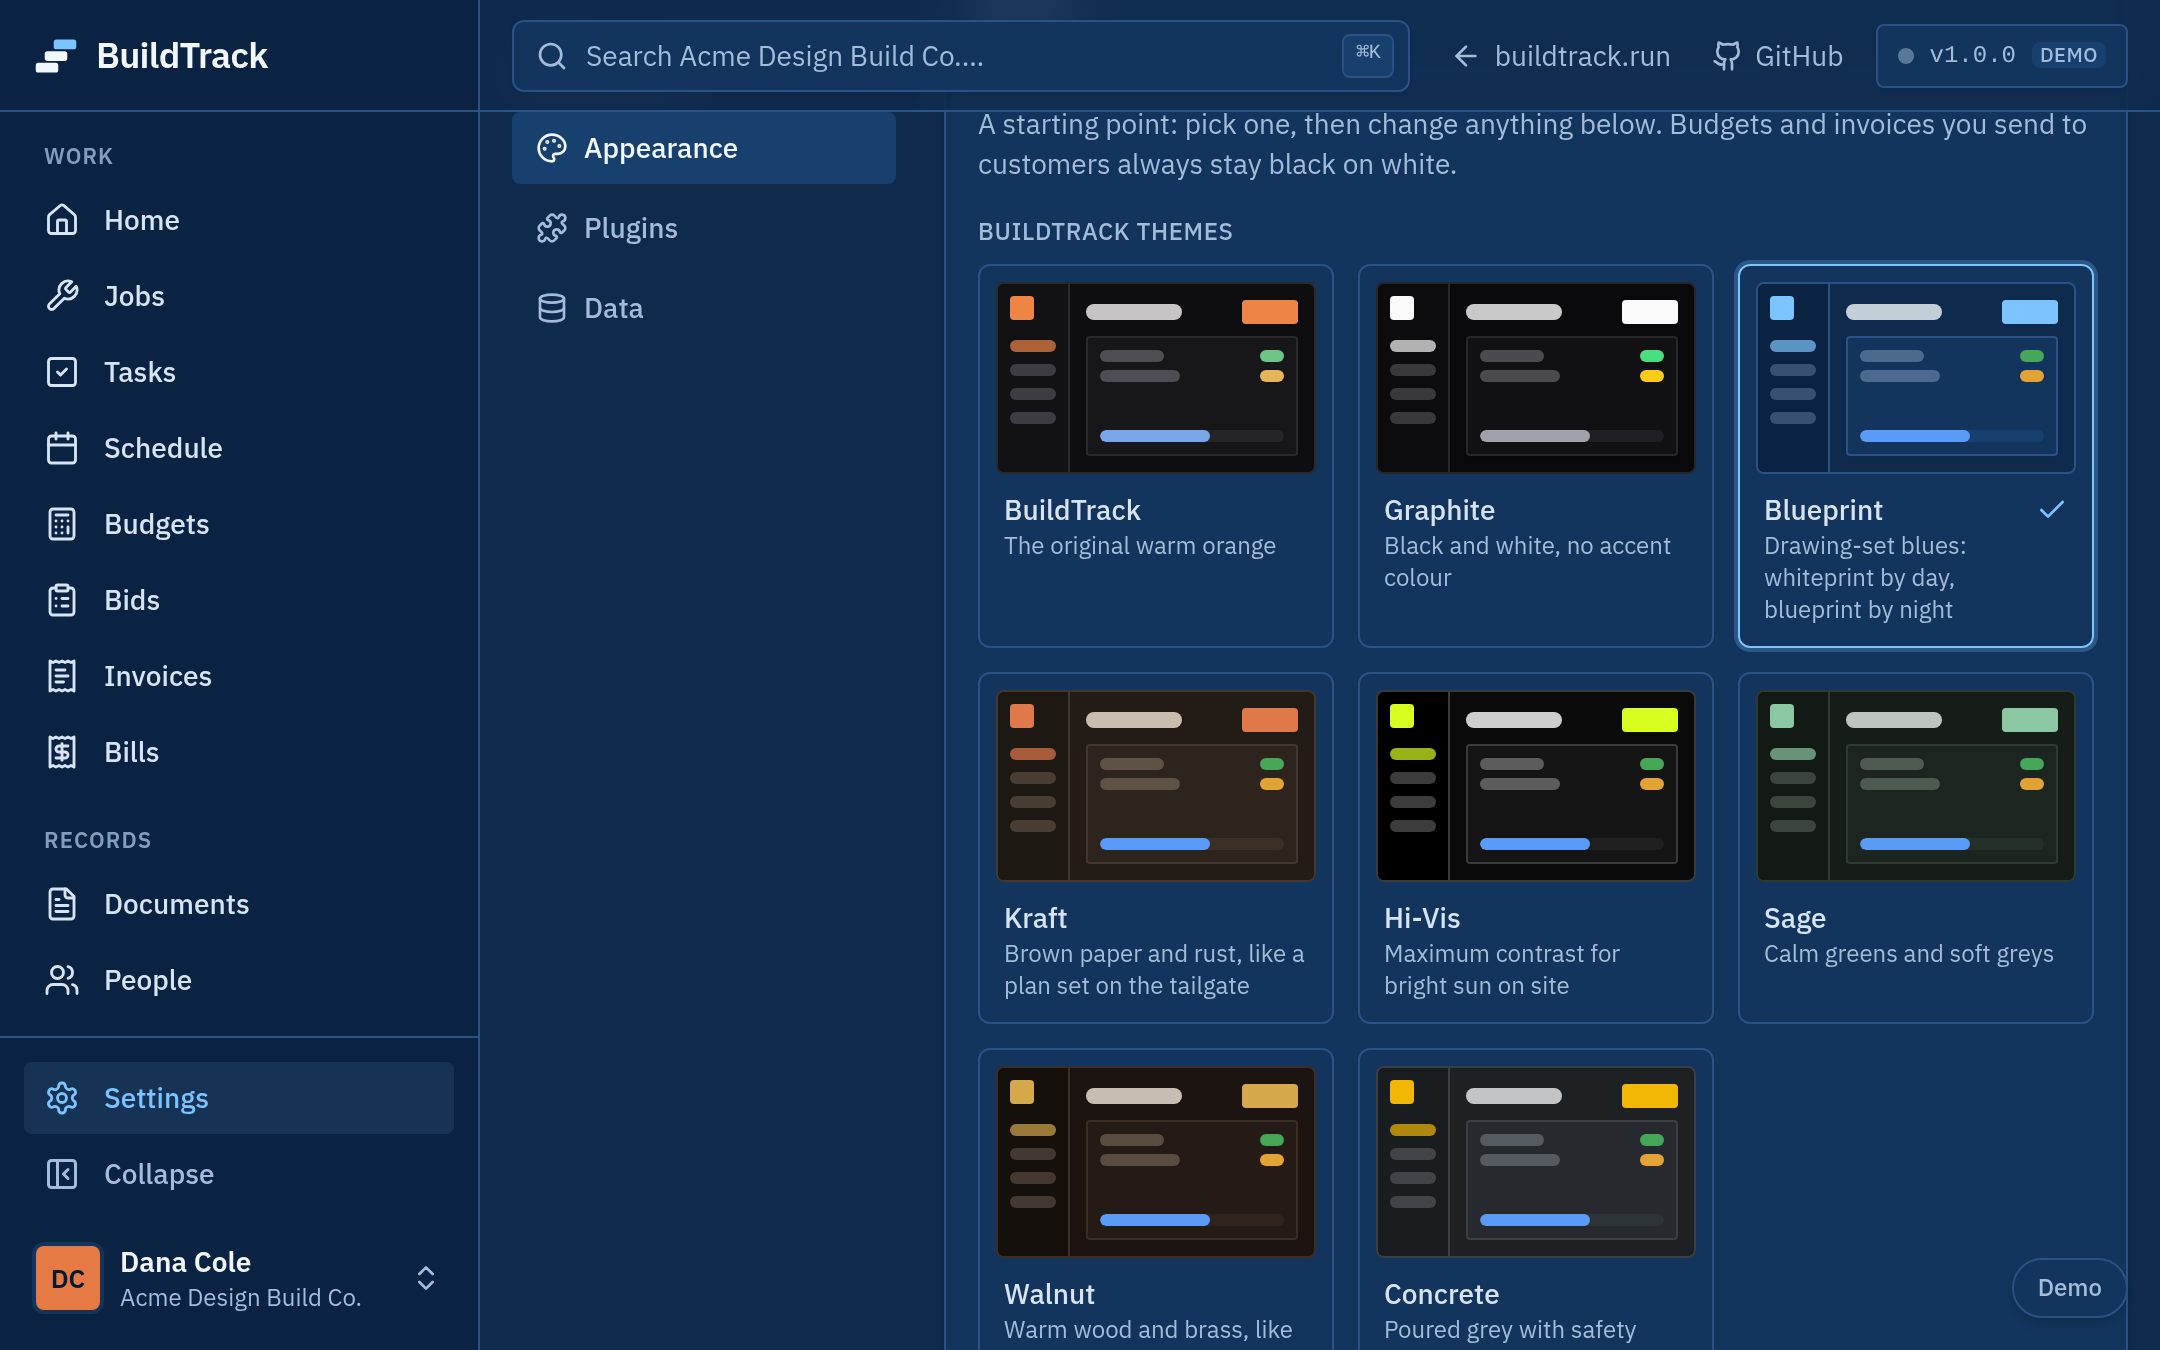 BuildTrack
Search Acme Design Build Co....
⌘K
buildtrack.run
GitHub
v1.0.0 DEMO
WORK
Home
Jobs
Tasks
Schedule
Budgets
Bids
Invoices
Bills
RECORDS
Documents
People
Settings
Collapse
DC
Dana Cole
Acme Design Build Co.
Appearance
Plugins
Data
A starting point: pick one, then change anything below. Budgets and invoices you send to
customers always stay black on white.
BUILDTRACK THEMES
BuildTrack
The original warm orange
Graphite
Black and white, no accent
colour
Blueprint
Drawing-set blues:
whiteprint by day,
blueprint by night
Kraft
Brown paper and rust, like a
plan set on the tailgate
Hi-Vis
Maximum contrast for
bright sun on site
Sage
Calm greens and soft greys
Walnut
Warm wood and brass, like
Concrete
Poured grey with safety
Demo